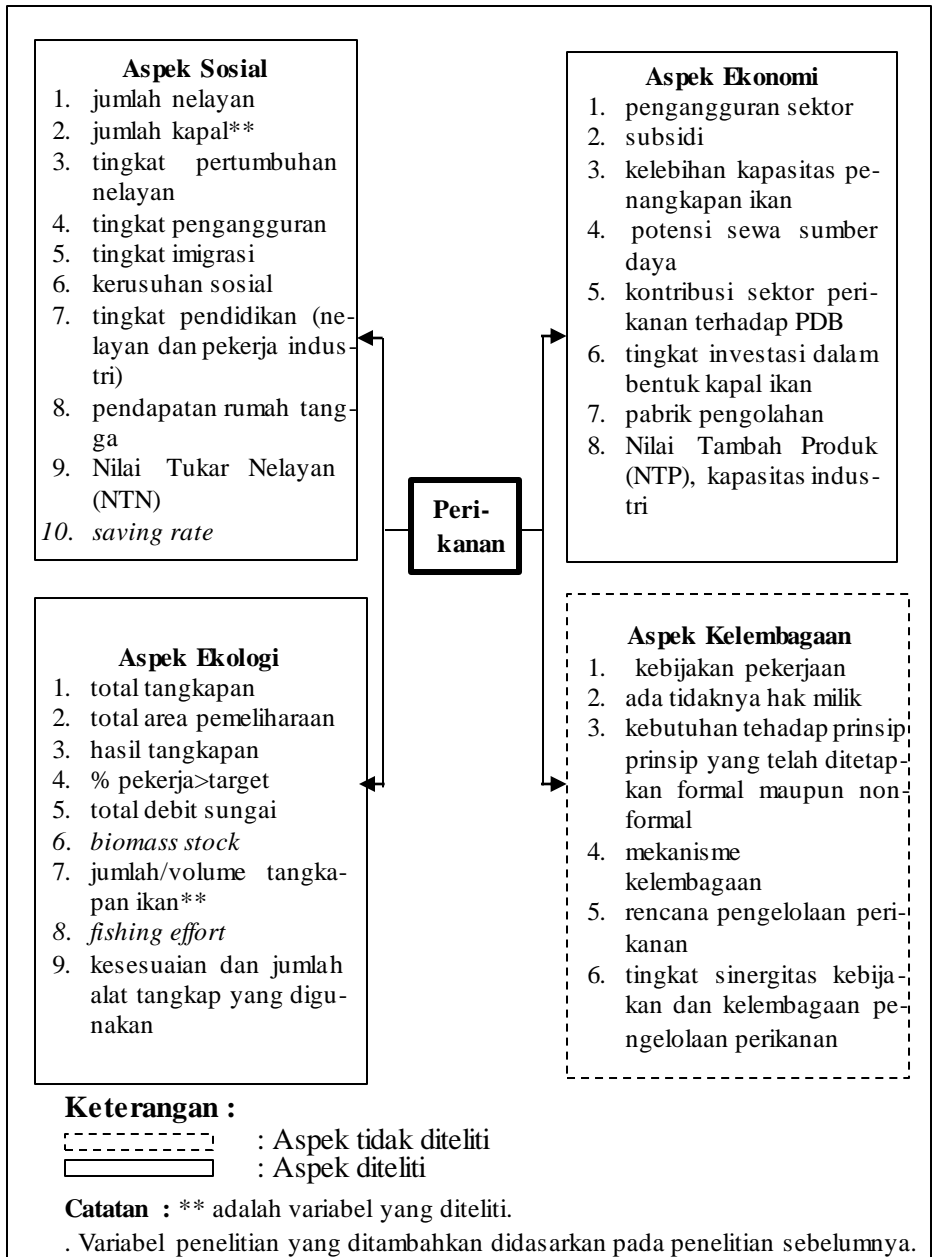 Aspek Sosial
1. jumlah nelayan
2. jumlah kapal**
3. tingkat pertumbuhan
nelayan
4. tingkat pengangguran
5. tingkat imigrasi
6. kerusuhan sosial
7. tingkat pendidikan (ne-
layan dan pekerja indus-
tri)
8. pendapatan rumah tang-
ga
9. Nilai Tukar Nelayan
(NTN)
10. saving rate
Aspek Ekonomi
1. pengangguran sektor
2. subsidi
3. kelebihan kapasitas pe-
nangkapan ikan
4. potensi sewa sumber
daya
5. kontribusi sektor peri-
kanan terhadap PDB
6. tingkat investasi dalam
bentuk kapal ikan
7. pabrik pengolahan
8. Nilai Tambah Produk
(NTP), kapasitas indus-
tri
Peri-
kanan
Aspek Ekologi
1. total tangkapan
2. total area pemeliharaan
3. hasil tangkapan
4. % pekerja>target
5. total debit sungai
6. biomass stock
7. jumlah/volume tangka-
pan ikan**
8. fishing effort
9. kesesuaian dan jumlah
alat tangkap yang digu-
nakan
Aspek Kelembagaan
1. kebijakan pekerjaan
2. ada tidaknya hak milik
3. kebutuhan tehadap prinsip
prinsip yang telah ditetap-
kan formal maupun non-
formal
4. mekanisme
kelembagaan
5. rencana pengelolaan peri-
kanan
6. tingkat sinergitas kebija-
kan dan kelembagaan pe-
ngelolaan perikanan
Keterangan :
: Aspek tidak diteliti
: Aspek diteliti
Catatan : ** adalah variabel yang diteliti.
. Variabel penelitian yang ditambahkan didasarkan pada penelitian sebelumnya.